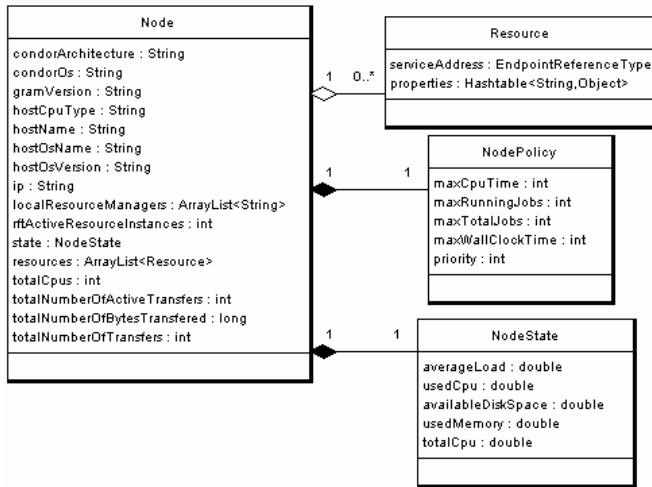 Node
condorArchitecture : String
condorOs : String
gramVersion : String
hostCpuType : String
hostName : String
hostOsName : String
hostOsVersion : String
ip : String
localResourceManagers : ArrayList<String>
rftActiveResourceInstances : int
state : NodeState
resources : ArrayList<Resource>
totalCpus : int
totalNumberOfActiveTransfers : int
totalNumberOfBytesTransfered : long
totalNumberOfTransfers : int
1 0..*
Resource
serviceAddress : EndpointReferenceType
properties : Hashtable<String,Object>
1 1
NodePolicy
maxCpuTime : int
maxRunningJobs : int
maxTotalJobs : int
maxWallClockTime : int
priority : int
1 1
NodeState
averageLoad : double
usedCpu : double
availableDiskSpace : double
usedMemory : double
totalCpu : double